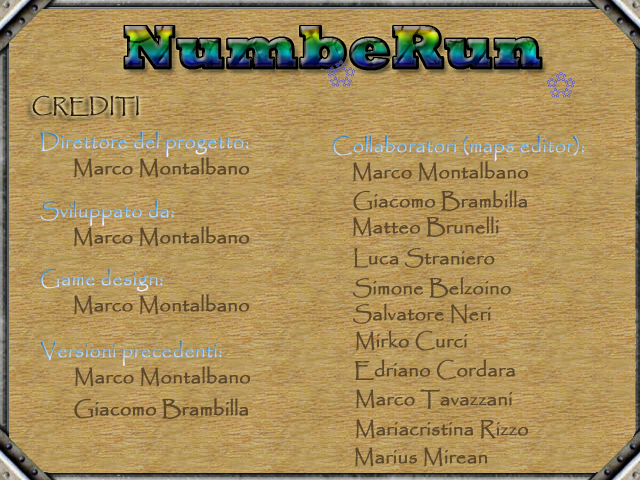 NumbeRun
CREDITI
Direttore del progetto:
Marco Montalbano
Sviluppato da:
Marco Montalbano
Game design:
Marco Montalbano
Versioni precedenti:
Marco Montalbano
Giacomo Brambilla
Collaboratori (maps editor):
Marco Montalbano
Giacomo Brambilla
Matteo Brunelli
Luca Straniero
Simone Belzoino
Salvatore Neri
Mirko Curci
Edriano Cordara
Marco Tavazzani
Mariacristina Rizzo
Marius Mirean